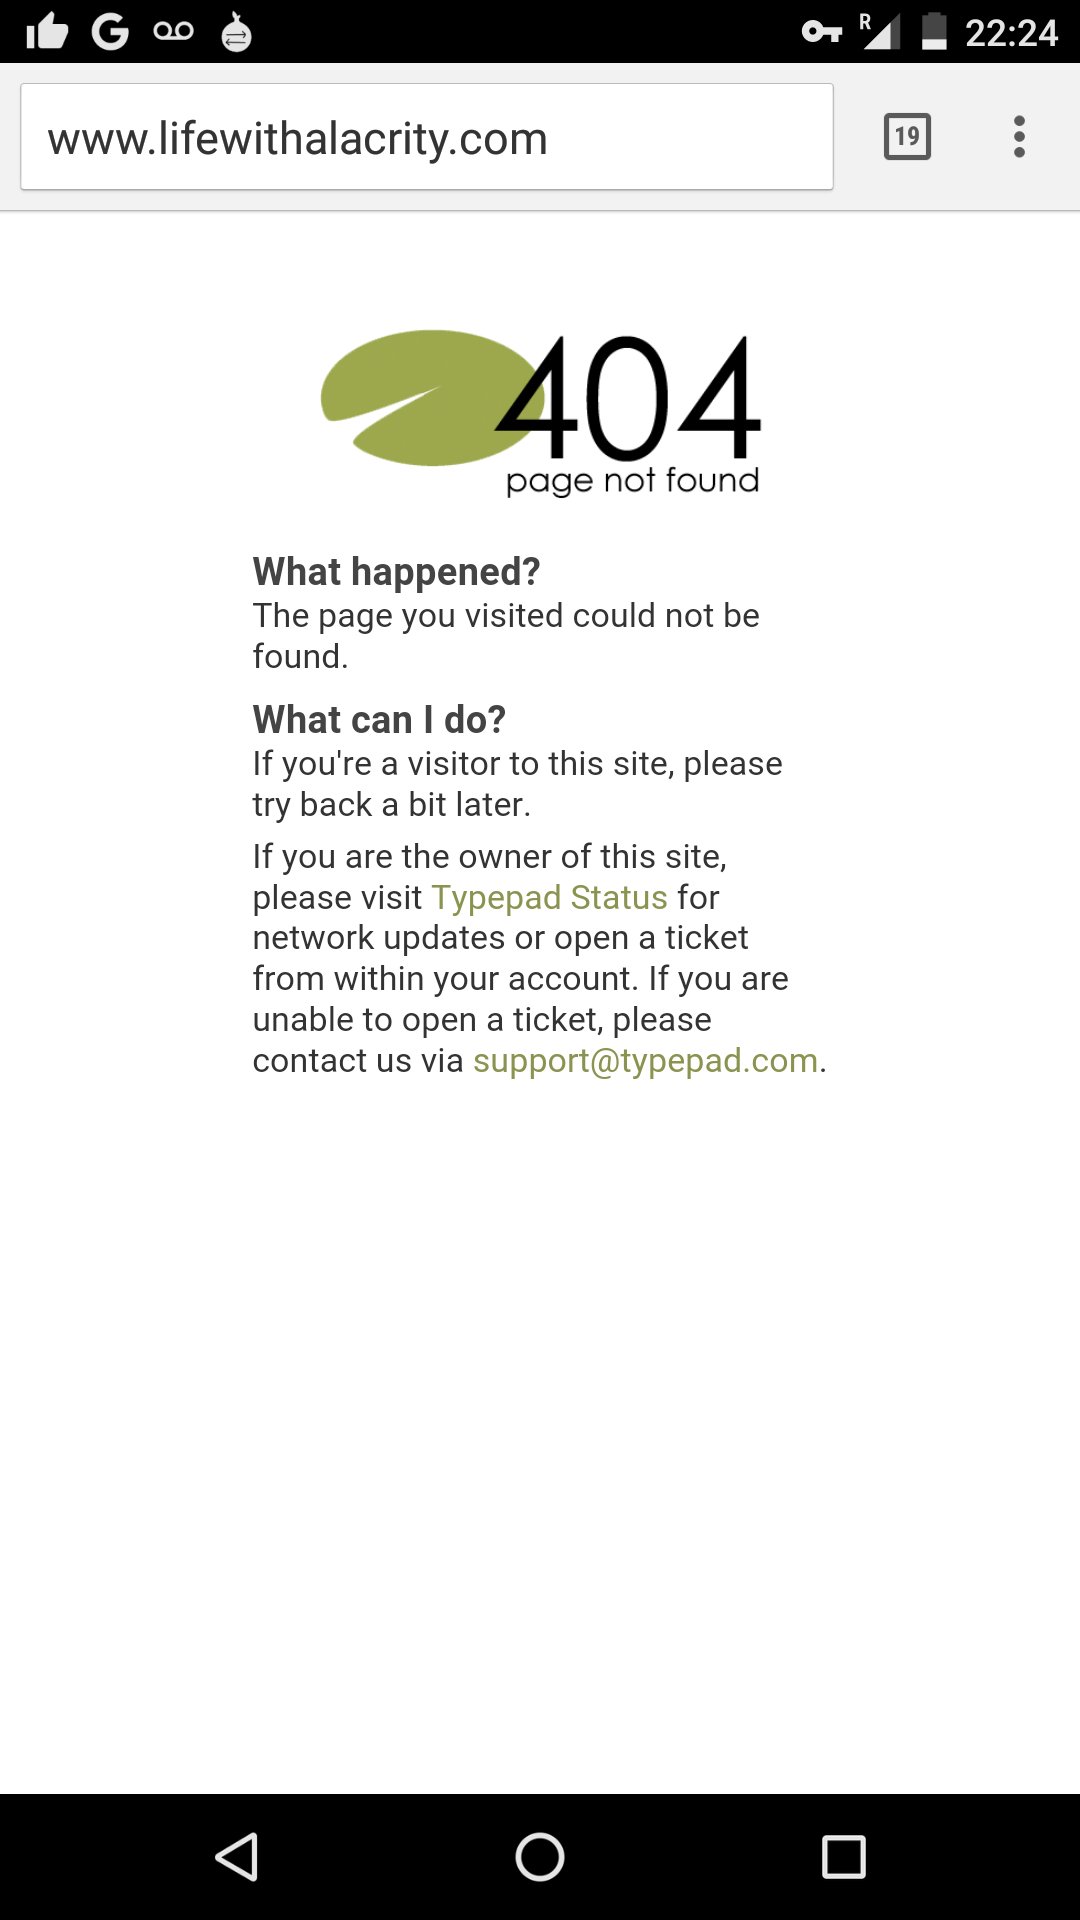 R 22:24
www.lifewithalacrity.com
19
404
page not found
What happened?
The page you visited could not be
found.
What can I do?
If you're a visitor to this site, please
try back a bit later.
If you are the owner of this site,
please visit Typepad Status for
network updates or open a ticket
from within your account. If you are
unable to open a ticket, please
contact us via support@typepad.com.